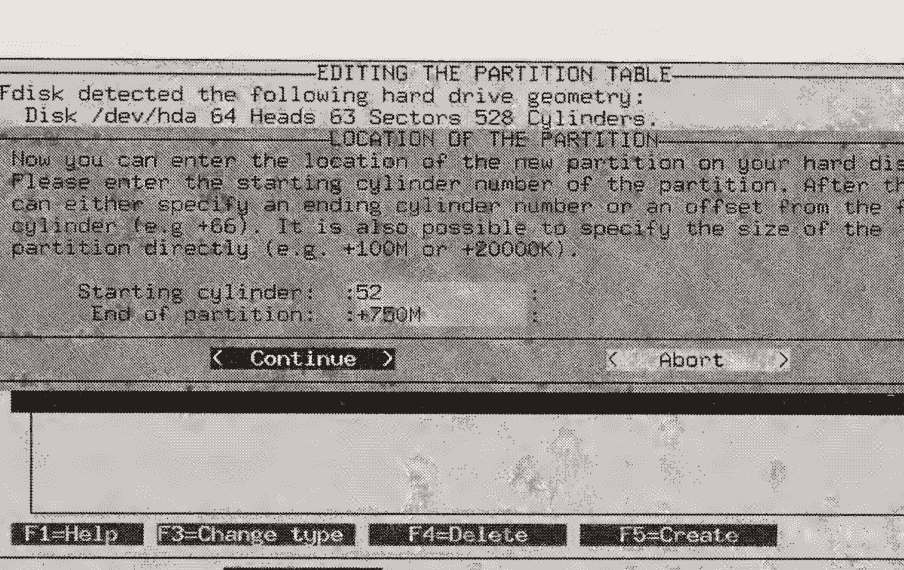 EDITING THE PARTITION TABLE
Fdisk detected the following hard drive geometry:
Disk /dev/hda 64 Heads 63 Sectors 528 Cylinders.
LOCATION OF THE PARTITION
Now you can enter the location of the new partition on your hard dis
Please enter the starting cylinder number of the partition. After th
can either specify an ending cylinder number or an offset from the f
cylinder (e.g +66). It is also possible to specify the size of the
partition directly (e.g. +100M or +20000K).
Starting cylinder: :52 :
End of partition: :+750M :
< Continue > < Abort >
F1=Help F3=Change type F4=Delete F5=Create